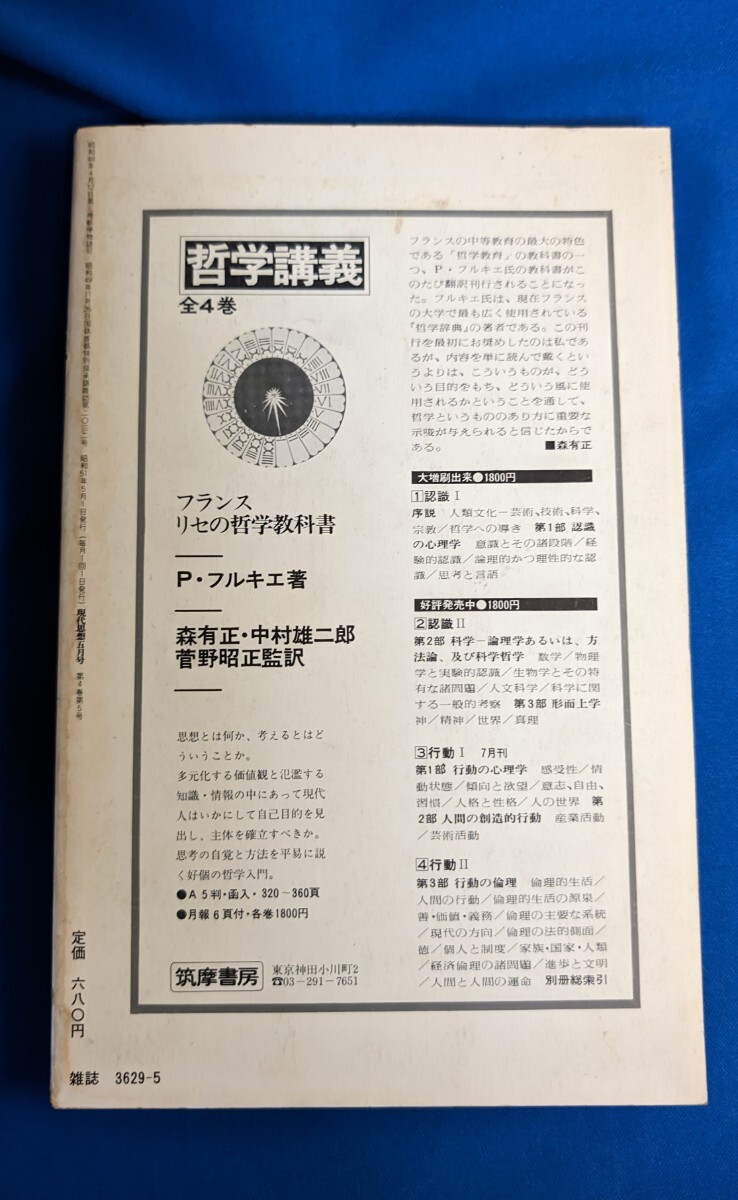 哲学講義
全4巻
フランス
リセの哲学教科書
P・フルキエ著
森有正・中村雄二郎
菅野昭正監訳
思想とは何か、考えるとはど
ういうことか。
多元化する価値観と氾濫する
知識・情報の中にあって現代
人はいかにして自己目的を見
出し、主体を確立すべきか。
思考の自覚と方法を平易に説
く好個の哲学入門。
●A5判・函入・320〜360頁
●月報6頁付・各巻1800円
筑摩書房
東京神田小川町2
☎03-291-7651
フランスの中等教育の最大の特色
である「哲学教育」の教科書の一
つ、P・フルキエ氏の教科書がこ
のたび翻訳刊行されることになっ
た。フルキエ氏は、現在フランス
の大学で最も広く使用されている
『哲学辞典』の著者である。この刊
行を最初にお奨めしたのは私であ
るが、内容を単に読んで戴くとい
うよりは、こういうものが、どう
いう目的をもち、どういう風に使
用されるかということを通して、
哲学というもののあり方に重要な
示唆が与えられると信じたからで
ある。 ■森有正
大増刷出来●1800円
1認識Ⅰ
序説 人類文化−芸術、技術、科学、
宗教/哲学への導き 第1部 認識
の心理学 意識とその諸段階/経
験的認識/論理的かつ理性的な認
識/思考と言語
好評発売中●1800円
2認識Ⅱ
第2部 科学−論理学あるいは、方
法論、及び科学哲学 数学/物理
学と実験的認識/生物学とその特
有な諸問題/人文科学/科学に関
する一般的考察 第3部 形而上学
神/精神/世界/真理
3行動Ⅰ 7月刊
第1部 行動の心理学 感受性/情
動状態/傾向と欲望/意志、自由、
習慣/人格と性格/人の世界 第
2部 人間の創造的行動 産業活動
/芸術活動
4行動Ⅱ
第3部 行動の倫理 倫理的生活/
人間の行動/倫理的生活の源泉/
善・価値・義務/倫理の主要な系統
/現代の方向/倫理の法的側面/
徳/個人と制度/家族・国家・人類
/経済倫理の諸問題/進歩と文明
/人間と人間の運命 別冊総索引
昭和51年5月1日発行(毎月1回1日発行) 現代思想五月号 第4巻第5号
定価 六八〇円
雑誌 3629-5